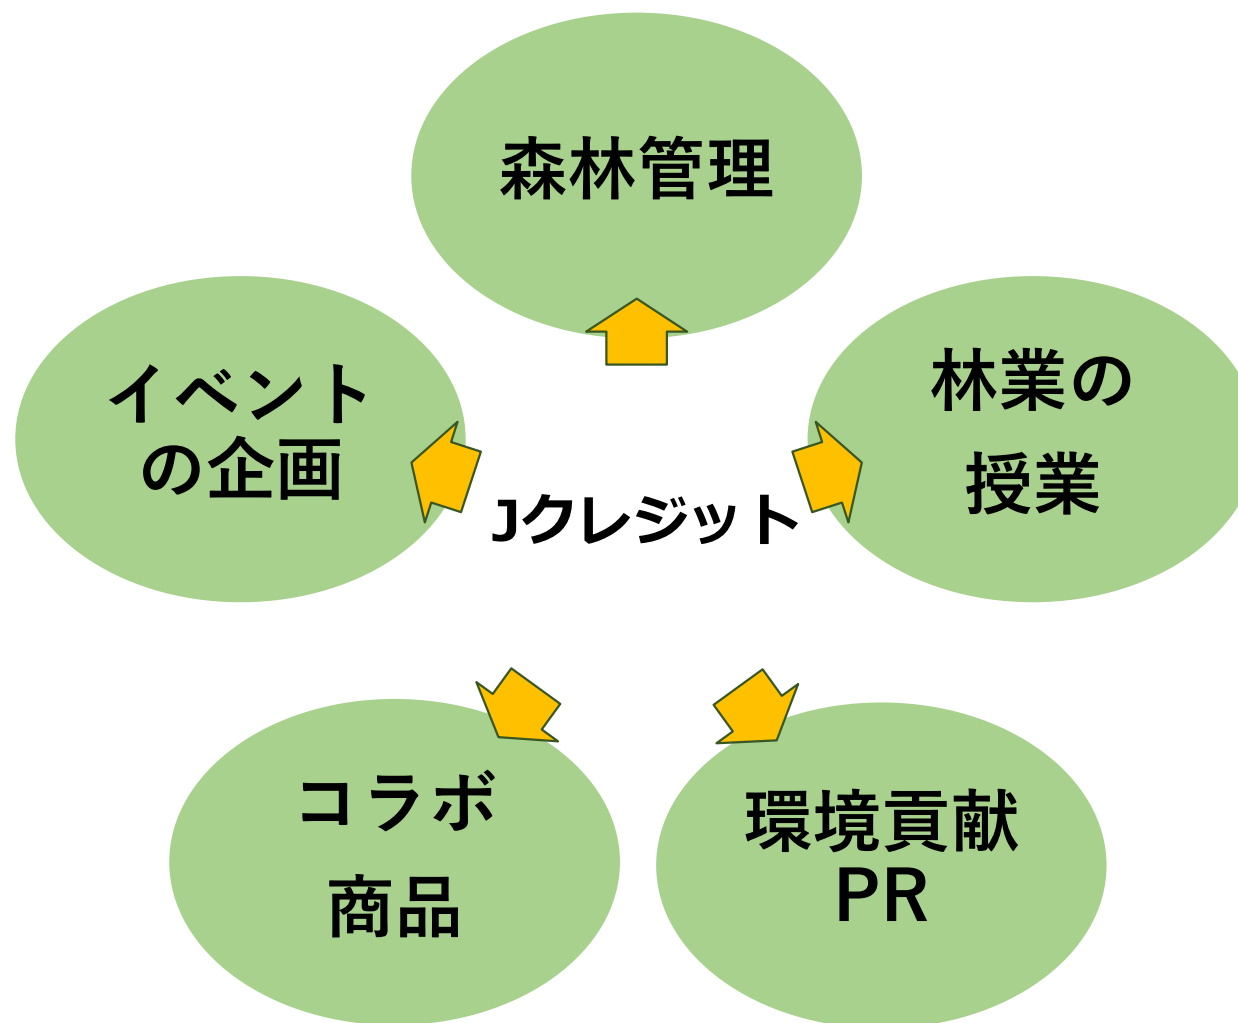 森林管理
イベント
の企画
林業の
授業
Jクレジット
コラボ
商品
環境貢献
PR